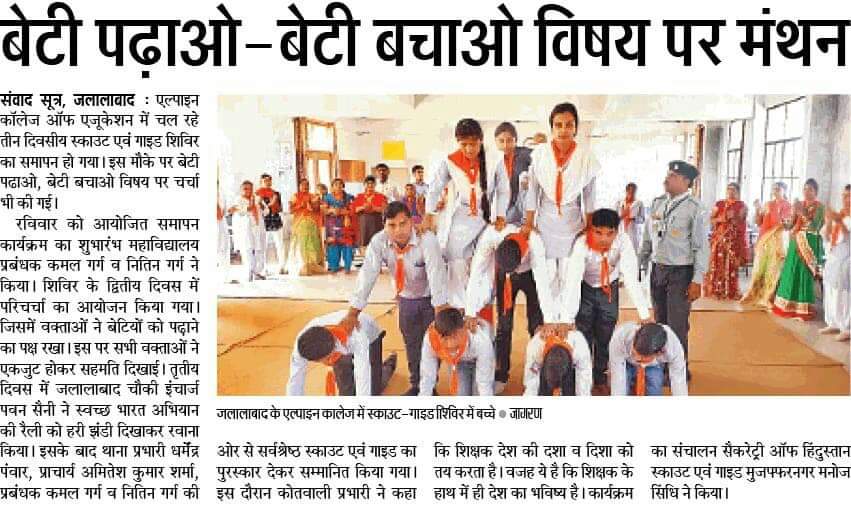 बेटी पढ़ाओ-बेटी बचाओ विषय पर मंथन
संवाद सूत्र, जलालाबाद : एल्पाइन
कॉलेज ऑफ एजूकेशन में चल रहे
तीन दिवसीय स्काउट एवं गाइड शिविर
का समापन हो गया। इस मौके पर बेटी
पढाओ, बेटी बचाओ विषय पर चर्चा
भी की गई।
रविवार को आयोजित समापन
कार्यक्रम का शुभारंभ महाविद्यालय
प्रबंधक कमल गर्ग व नितिन गर्ग ने
किया। शिविर के द्वितीय दिवस में
परिचर्चा का आयोजन किया गया।
जिसमें वक्ताओं ने बेटियों को पढ़ाने
का पक्ष रखा। इस पर सभी वक्ताओं ने
एकजुट होकर सहमति दिखाई। तृतीय
दिवस में जलालाबाद चौकी इंचार्ज
पवन सैनी ने स्वच्छ भारत अभियान
की रैली को हरी झंडी दिखाकर रवाना
किया। इसके बाद थाना प्रभारी धर्मेंद्र
पंवार, प्राचार्य अमितेश कुमार शर्मा,
प्रबंधक कमल गर्ग व नितिन गर्ग की
जलालाबाद के एल्पाइन कालेज में स्काउट-गाइड शिविर में बच्चे ● जागरण
ओर से सर्वश्रेष्ठ स्काउट एवं गाइड का
पुरस्कार देकर सम्मानित किया गया।
इस दौरान कोतवाली प्रभारी ने कहा
कि शिक्षक देश की दशा व दिशा को
तय करता है। वजह ये है कि शिक्षक के
हाथ में ही देश का भविष्य है। कार्यक्रम
का संचालन सैकरेट्री ऑफ हिंदुस्तान
स्काउट एवं गाइड मुजफ्फरनगर मनोज
सिंधि ने किया।